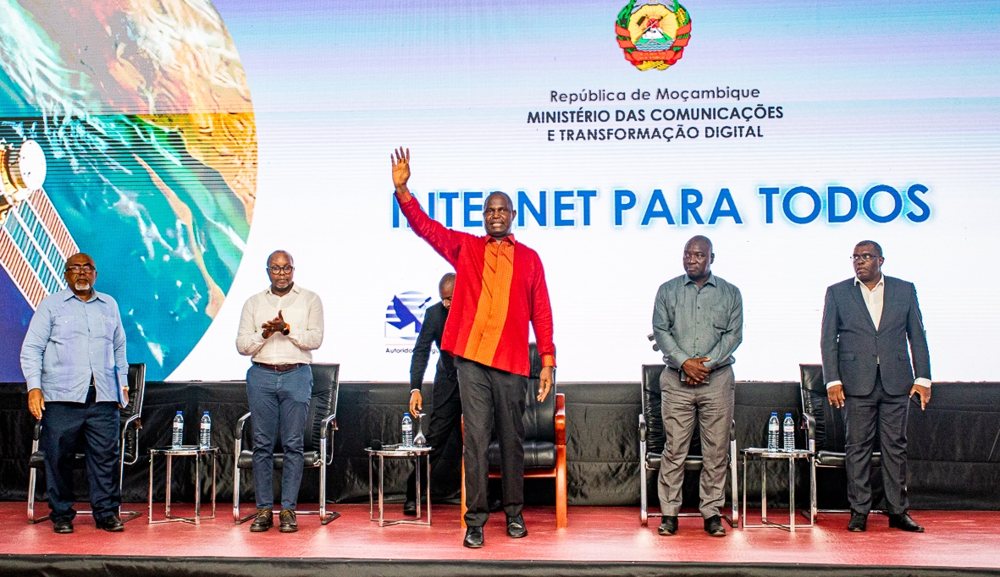 República de Moçambique
MINISTÉRIO DAS COMUNICAÇÕES
E TRANSFORMAÇÃO DIGITAL
INTERNET PARA TODOS